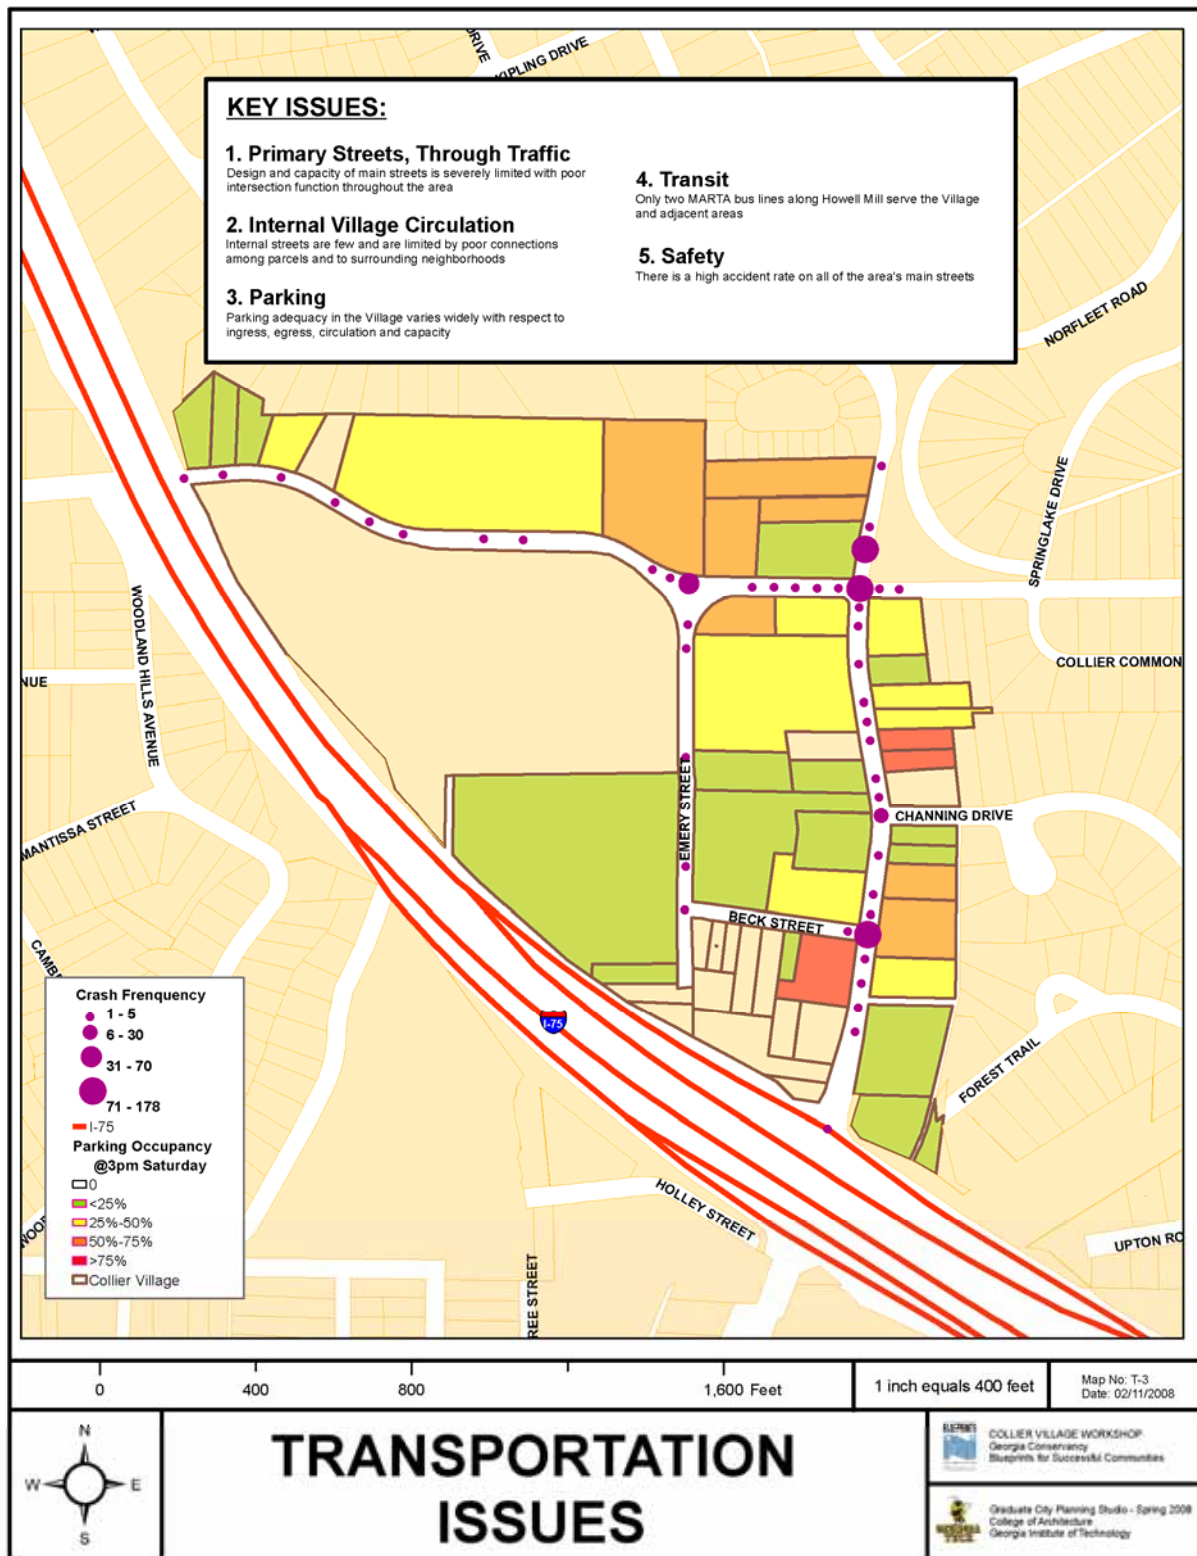 DRIVE
KIPLING DRIVE
KEY ISSUES:
1. Primary Streets, Through Traffic
Design and capacity of main streets is severely limited with poor
intersection function throughout the area
2. Internal Village Circulation
Internal streets are few and are limited by poor connections
among parcels and to surrounding neighborhoods
3. Parking
Parking adequacy in the Village varies widely with respect to
ingress, egress, circulation and capacity
4. Transit
Only two MARTA bus lines along Howell Mill serve the Village
and adjacent areas
5. Safety
There is a high accident rate on all of the area's main streets
NORFLEET ROAD
SPRINGLAKE DRIVE
WOODLAND HILLS AVENUE
COLLIER COMMON
NUE
MANTISSA STREET
EMERY STREET
CHANNING DRIVE
BECK STREET
CAMB
I-75
FOREST TRAIL
HOLLEY STREET
UPTON RO
REE STREET
WOO
Crash Frenquency
1 - 5
6 - 30
31 - 70
71 - 178
I-75
Parking Occupancy
@3pm Saturday
0
<25%
25%-50%
50%-75%
>75%
Collier Village
0 400 800 1,600 Feet
1 inch equals 400 feet
Map No: T-3
Date: 02/11/2008
N
W E
S
TRANSPORTATION
ISSUES
BLUEPRINTS
COLLIER VILLAGE WORKSHOP
Georgia Conservancy
Blueprints for Successful Communities
Graduate City Planning Studio - Spring 2008
College of Architecture
Georgia Institute of Technology